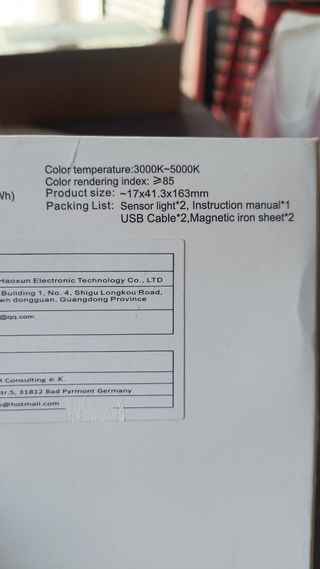 Color temperature:3000K~5000K
Color rendering index: ≥85
Wh) Product size: ~17x41.3x163mm
Packing List: Sensor light*2, Instruction manual*1
USB Cable*2,Magnetic iron sheet*2
Haoxun Electronic Technology Co., LTD
Building 1, No. 4, Shigu Longkou Road,
wn dongguan, Guangdong Province
@qq.com
Consulting e.K.
str.5, 31812 Bad Pyrmont Germany
@hotmail.com